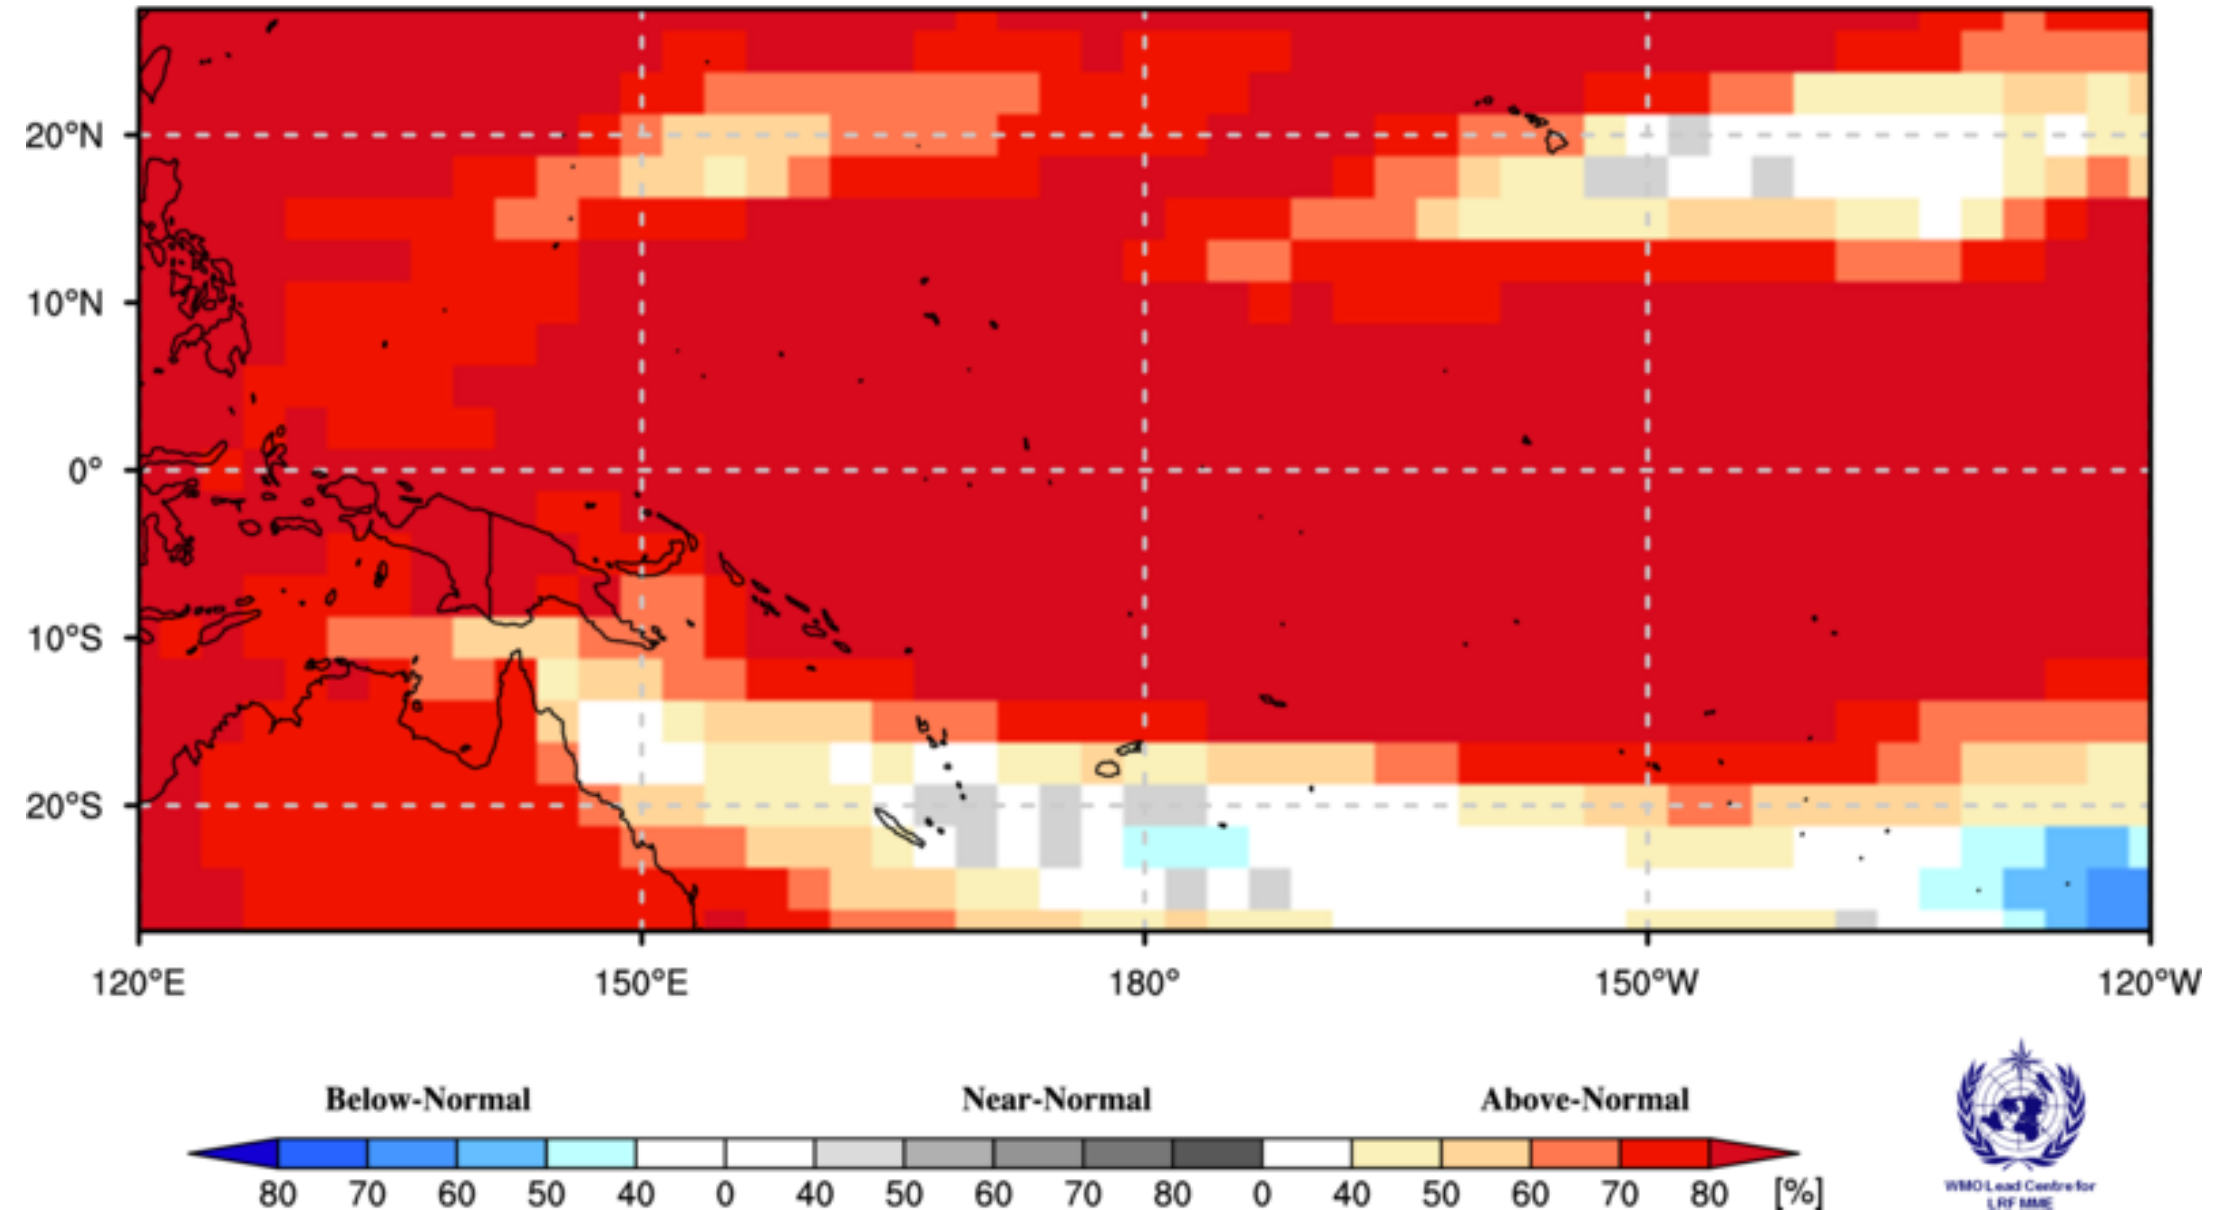 20°N
10°N
0°
10°S
20°S
120°E 150°E 180° 150°W 120°W
Below-Normal Near-Normal Above-Normal
80 70 60 50 40 0 40 50 60 70 80 0 40 50 60 70 80 [%]
WMO Lead Centre for
LRF MME